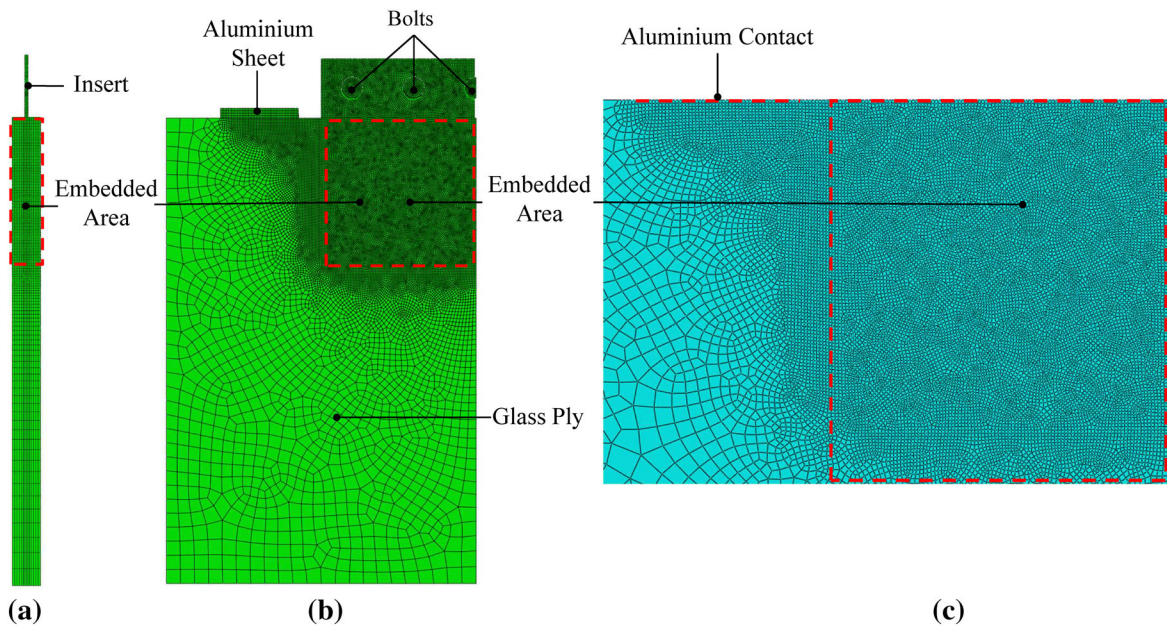 Bolts
Aluminium
Sheet
Aluminium Contact
Insert
Embedded
Area
Embedded
Area
Glass Ply
(a)
(b)
(c)